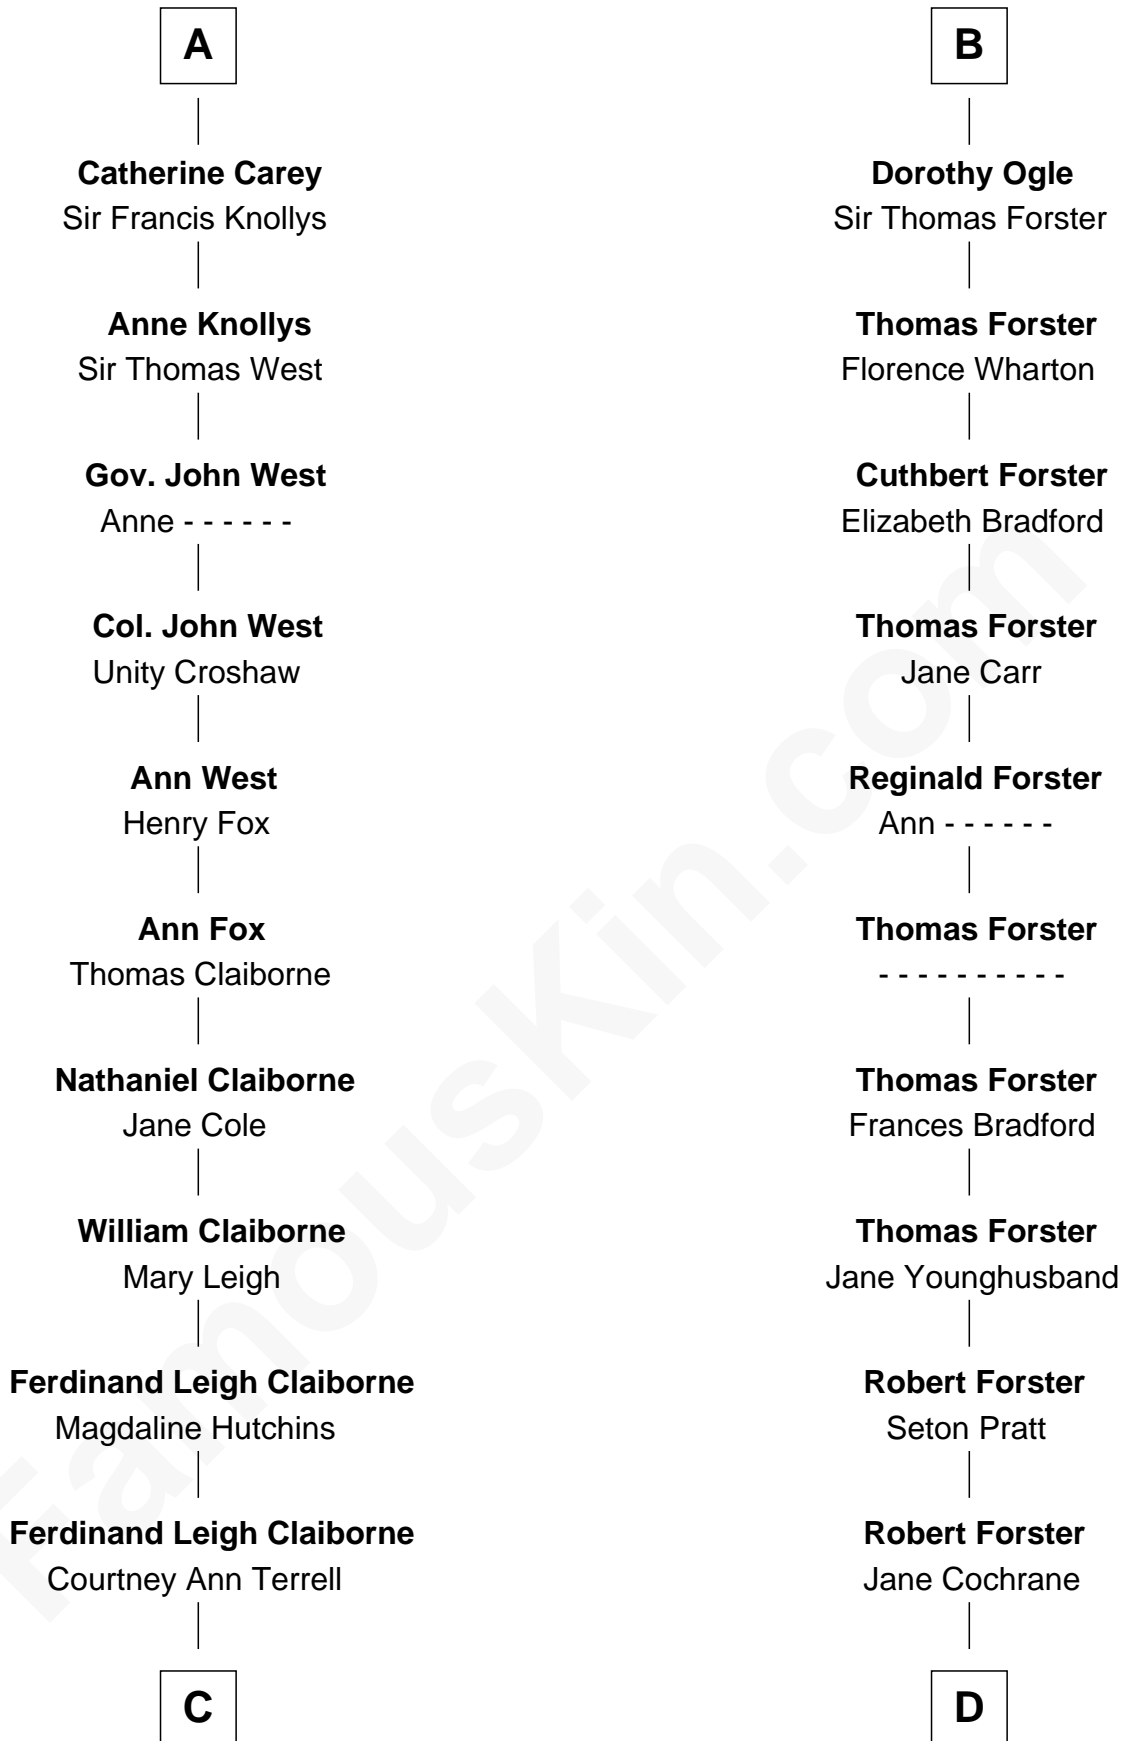 A
Catherine Carey
Sir Francis Knollys
Anne Knollys
Sir Thomas West
Gov. John West
Anne - - - - - -
Col. John West
Unity Croshaw
Ann West
Henry Fox
Ann Fox
Thomas Claiborne
Nathaniel Claiborne
Jane Cole
William Claiborne
Mary Leigh
Ferdinand Leigh Claiborne
Magdaline Hutchins
Ferdinand Leigh Claiborne
Courtney Ann Terrell
C
B
Dorothy Ogle
Sir Thomas Forster
Thomas Forster
Florence Wharton
Cuthbert Forster
Elizabeth Bradford
Thomas Forster
Jane Carr
Reginald Forster
Ann - - - - - -
Thomas Forster
- - - - - - - - - -
Thomas Forster
Frances Bradford
Thomas Forster
Jane Younghusband
Robert Forster
Seton Pratt
Robert Forster
Jane Cochrane
D
FamousKin.com